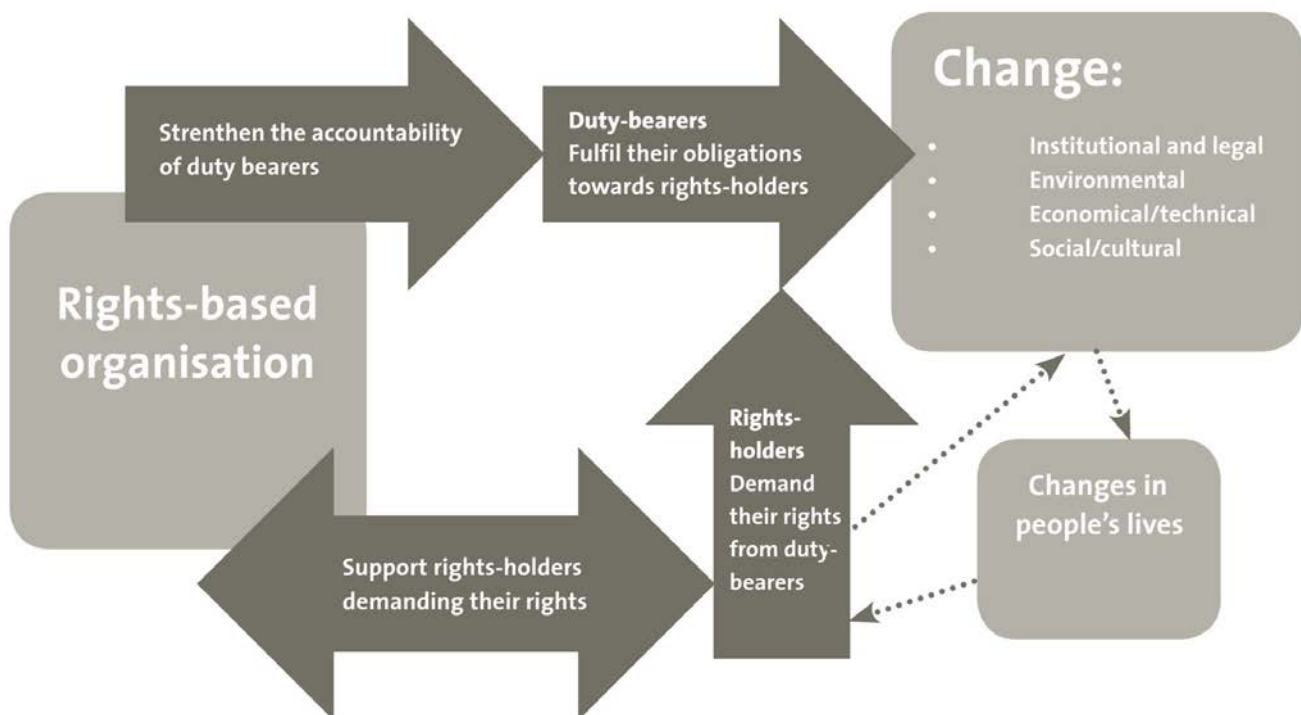 Strenthen the accountability
of duty bearers
Duty-bearers
Fulfil their obligations
towards rights-holders
Change:
• Institutional and legal
• Environmental
• Economical/technical
• Social/cultural
Rights-based
organisation
Support rights-holders
demanding their rights
Rights-
holders
Demand
their rights
from duty-
bearers
Changes in
people’s lives